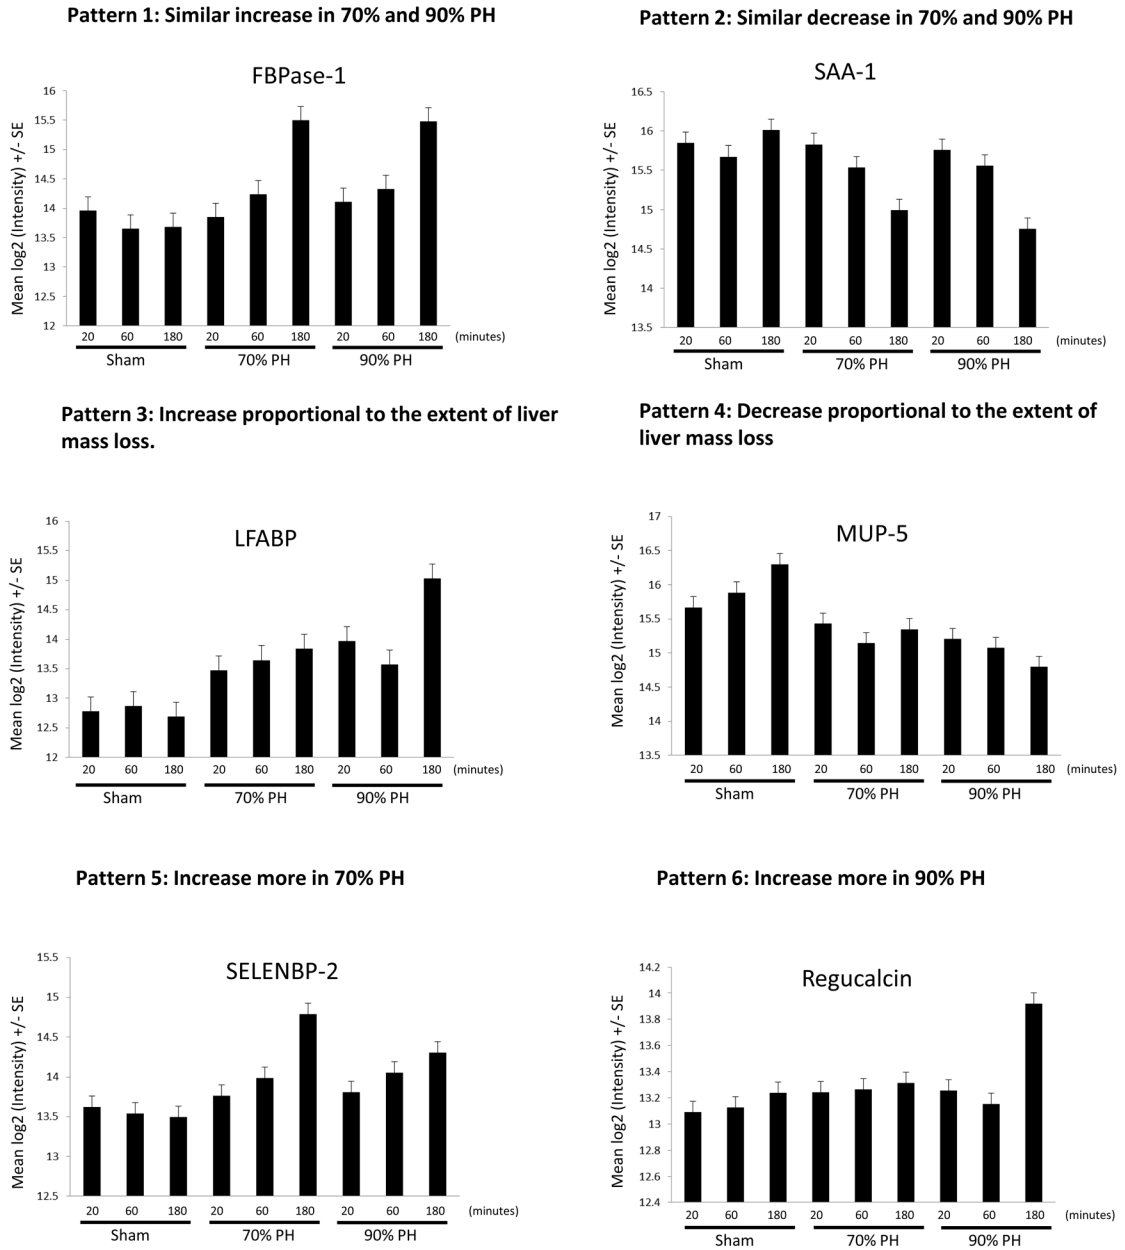 Pattern 1: Similar increase in 70% and 90% PH
FBPase-1
Mean log2 (Intensity) +/- SE
16
15.5
15
14.5
14
13.5
13
12.5
12
20 60 180 20 60 180 20 60 180 (minutes)
Sham 70% PH 90% PH
Pattern 2: Similar decrease in 70% and 90% PH
SAA-1
Mean log2 (Intensity) +/- SE
16.5
16
15.5
15
14.5
14
13.5
20 60 180 20 60 180 20 60 180 (minutes)
Sham 70% PH 90% PH
Pattern 3: Increase proportional to the extent of liver
mass loss.
LFABP
Mean log2 (Intensity) +/- SE
16
15.5
15
14.5
14
13.5
13
12.5
12
20 60 180 20 60 180 20 60 180 (minutes)
Sham 70% PH 90% PH
Pattern 4: Decrease proportional to the extent of
liver mass loss
MUP-5
Mean log2 (Intensity) +/- SE
17
16.5
16
15.5
15
14.5
14
13.5
20 60 180 20 60 180 20 60 180 (minutes)
Sham 70% PH 90% PH
Pattern 5: Increase more in 70% PH
SELENBP-2
Mean log2 (Intensity) +/- SE
15.5
15
14.5
14
13.5
13
12.5
20 60 180 20 60 180 20 60 180 (minutes)
Sham 70% PH 90% PH
Pattern 6: Increase more in 90% PH
Regucalcin
Mean log2 (Intensity) +/- SE
14.2
14
13.8
13.6
13.4
13.2
13
12.8
12.6
12.4
20 60 180 20 60 180 20 60 180 (minutes)
Sham 70% PH 90% PH